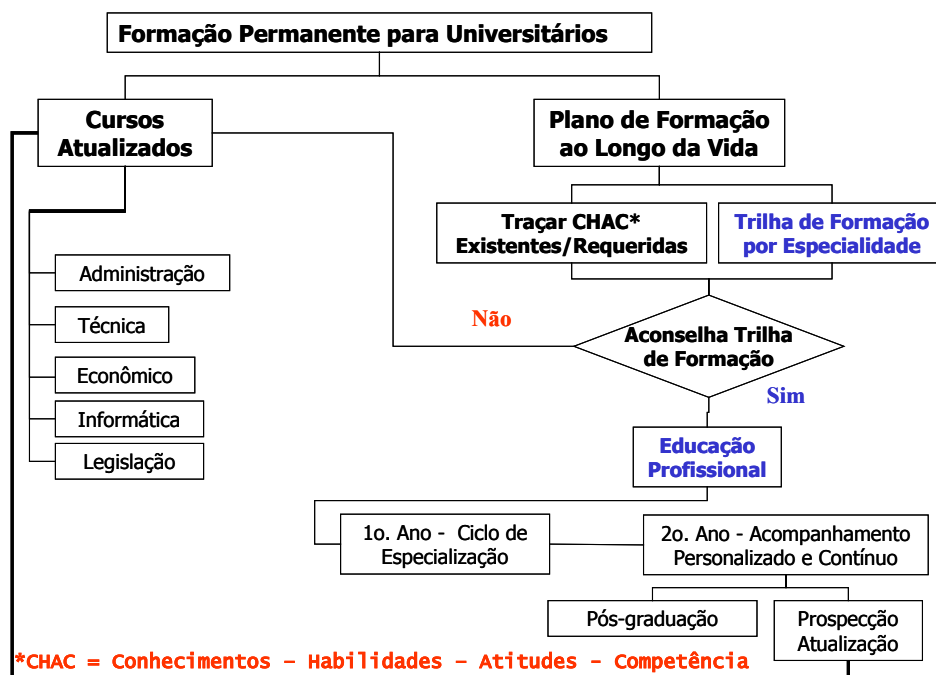 Formação Permanente para Universitários
Cursos
Atualizados
Plano de Formação
ao Longo da Vida
Traçar CHAC*
Existentes/Requeridas
Trilha de Formação
por Especialidade
Administração
Técnica
Econômico
Informática
Legislação
Não
Aconselha Trilha
de Formação
Sim
Educação
Profissional
1o. Ano - Ciclo de
Especialização
2o. Ano - Acompanhamento
Personalizado e Contínuo
Pós-graduação
Prospecção
Atualização
*CHAC = Conhecimentos – Habilidades – Atitudes - Competência